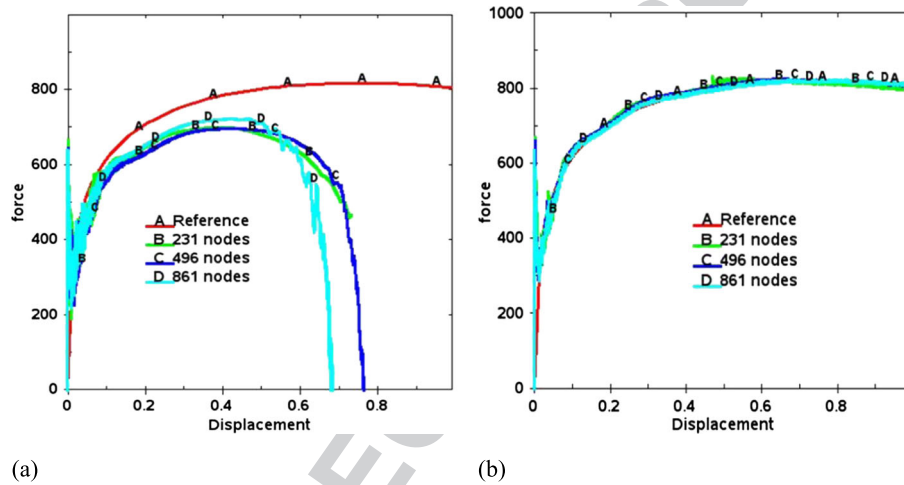 1000
800
600
400
200
0
force
A Reference
B 231 nodes
C 496 nodes
D 861 nodes
0 0.2 0.4 0.6 0.8
Displacement
(a)
1000
800
600
400
200
0
force
A Reference
B 231 nodes
C 496 nodes
D 861 nodes
0 0.2 0.4 0.6 0.8
Displacement
(b)